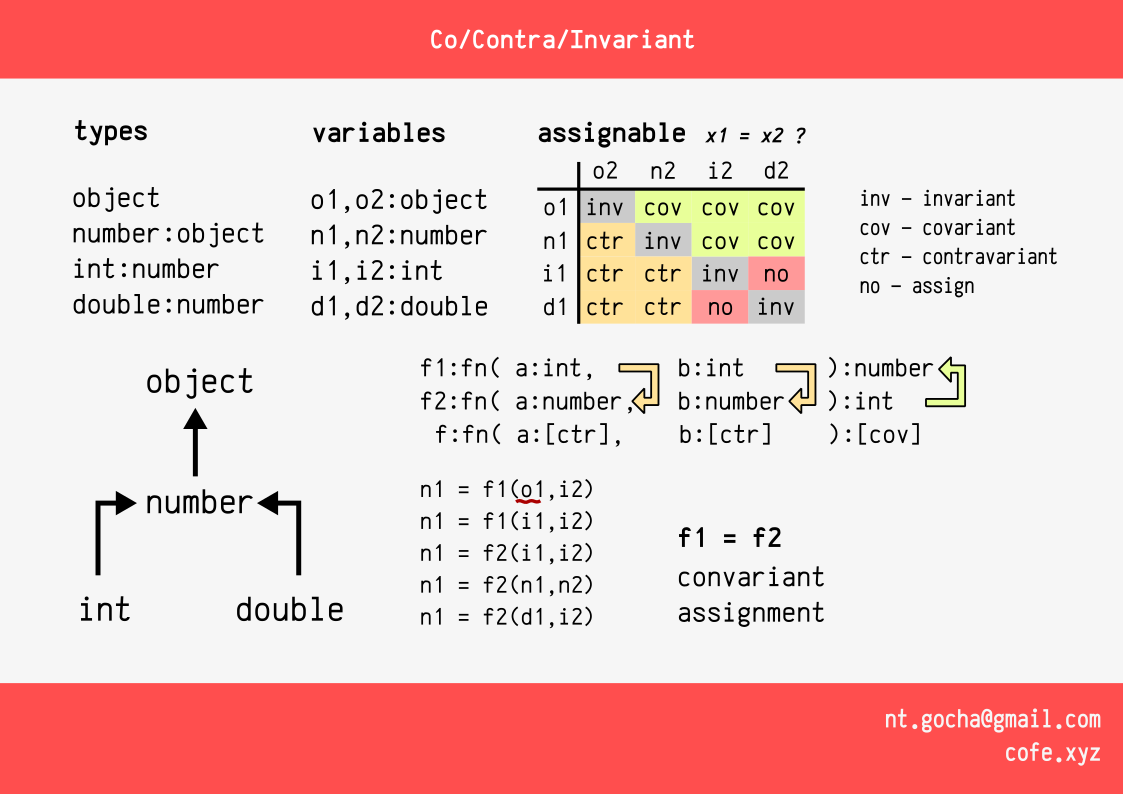 Co/Contra/Invariant
types
object
number:object
int:number
double:number
variables
o1,o2:object
n1,n2:number
i1,i2:int
d1,d2:double
assignable x1 = x2 ?
o2 n2 i2 d2
o1 inv cov cov cov
n1 ctr inv cov cov
i1 ctr ctr inv no
d1 ctr ctr no inv
inv - invariant
cov - covariant
ctr - contravariant
no - assign
object
number
int double
f1:fn( a:int, b:int ):number
f2:fn( a:number, b:number ):int
f:fn( a:[ctr], b:[ctr] ):[cov]
n1 = f1(o1,i2)
n1 = f1(i1,i2)
n1 = f2(i1,i2)
n1 = f2(n1,n2)
n1 = f2(d1,i2)
f1 = f2
convariant
assignment
nt.gocha@gmail.com
cofe.xyz